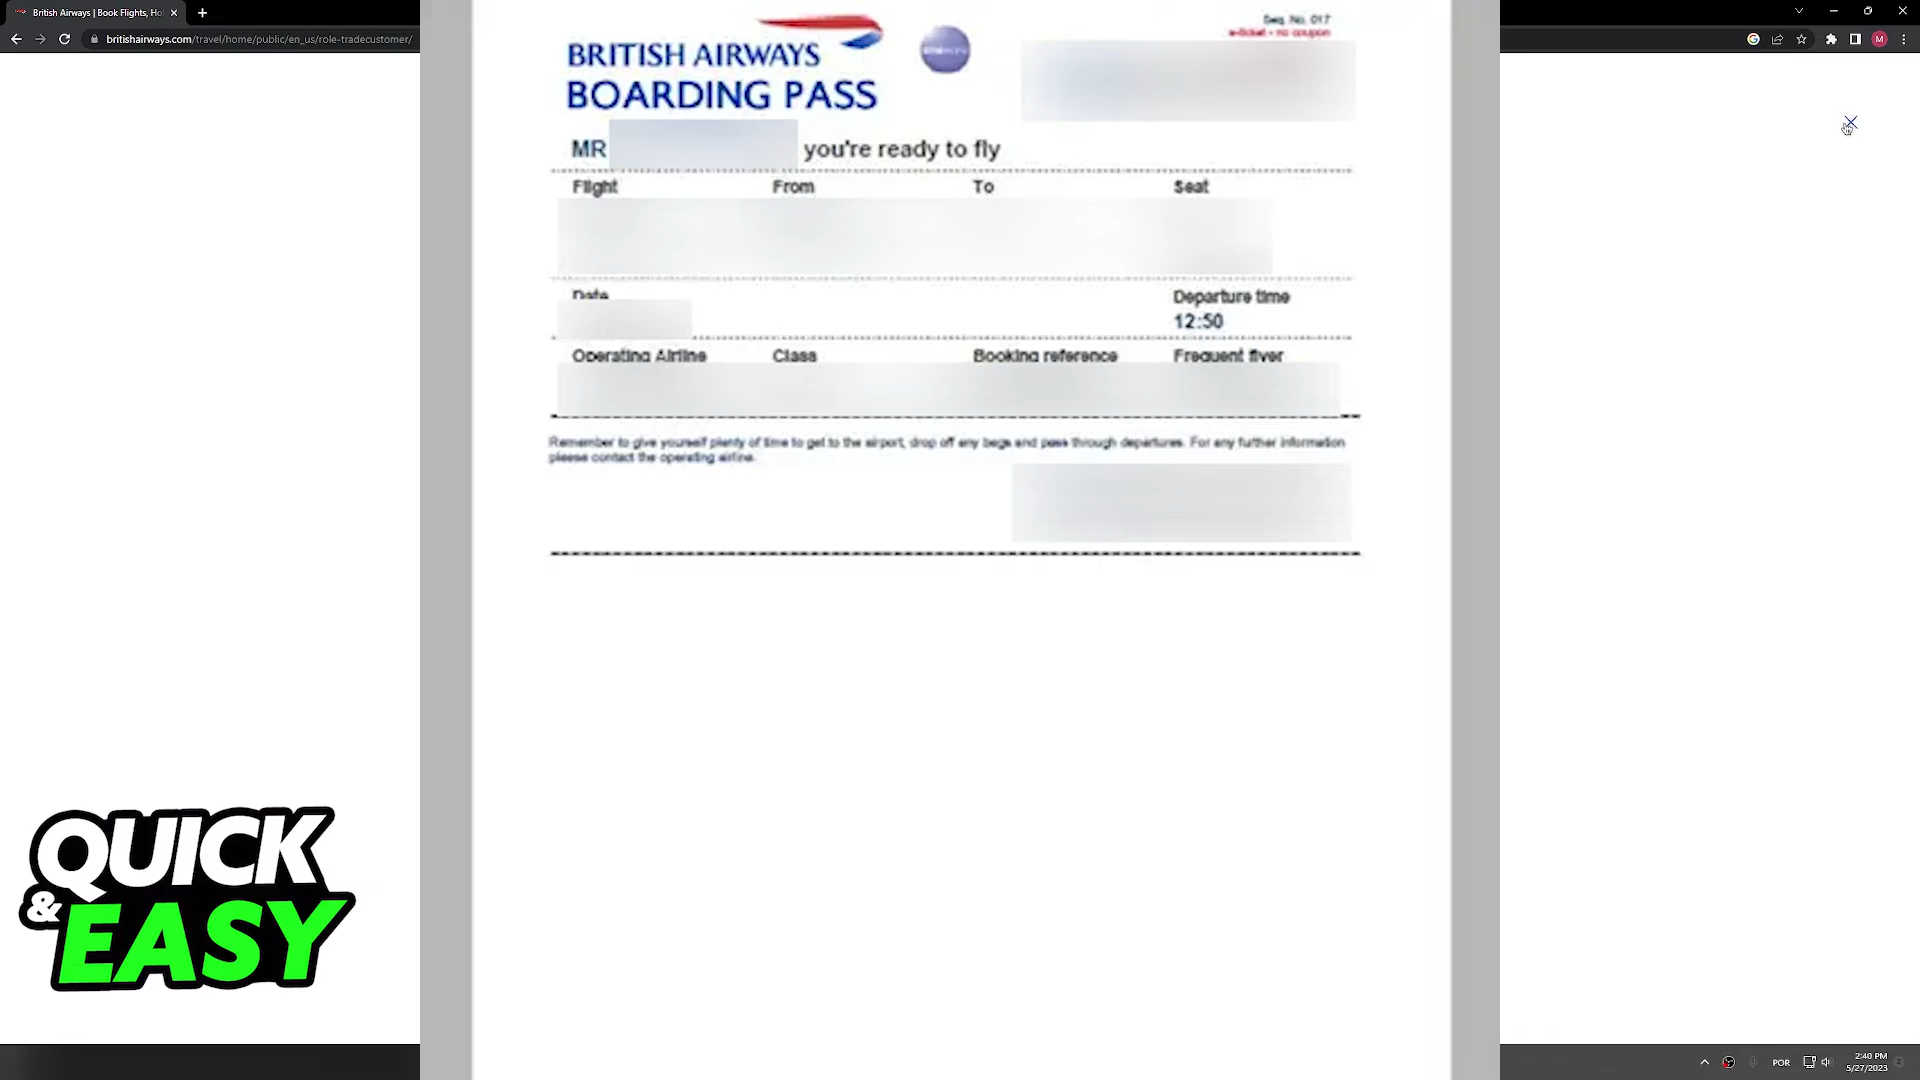 British Airways | Book Flights, Ho
britishairways.com/travel/home/public/en_us/role-tradecustomer/
M
Seq. No. 017
e-ticket - no coupon
BRITISH AIRWAYS
BOARDING PASS
MR you're ready to fly
Flight From To Seat
Date Departure time
12:50
Operating Airline Class Booking reference Frequent flyer
Remember to give yourself plenty of time to get to the airport, drop off any bags and pass through departures. For any further information
please contact the operating airline.
QUICK
& EASY
POR
2:40 PM
5/27/2023